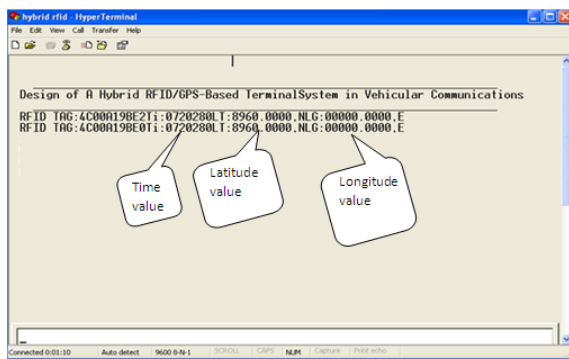 hybrid rfid - HyperTerminal
File Edit View Call Transfer Help
Design of A Hybrid RFID/GPS-Based TerminalSystem in Vehicular Communications
RFID TAG:4C00A19BE2Ti:0720280LT:8960.0000,NLG:00000.0000,E
RFID TAG:4C00A19BE0Ti:0720280LT:8960.0000,NLG:00000.0000,E
Time
value
Latitude
value
Longitude
value
Connected 0:01:10 Auto detect 9600 8-N-1 SCROLL CAPS NUM Capture Print echo